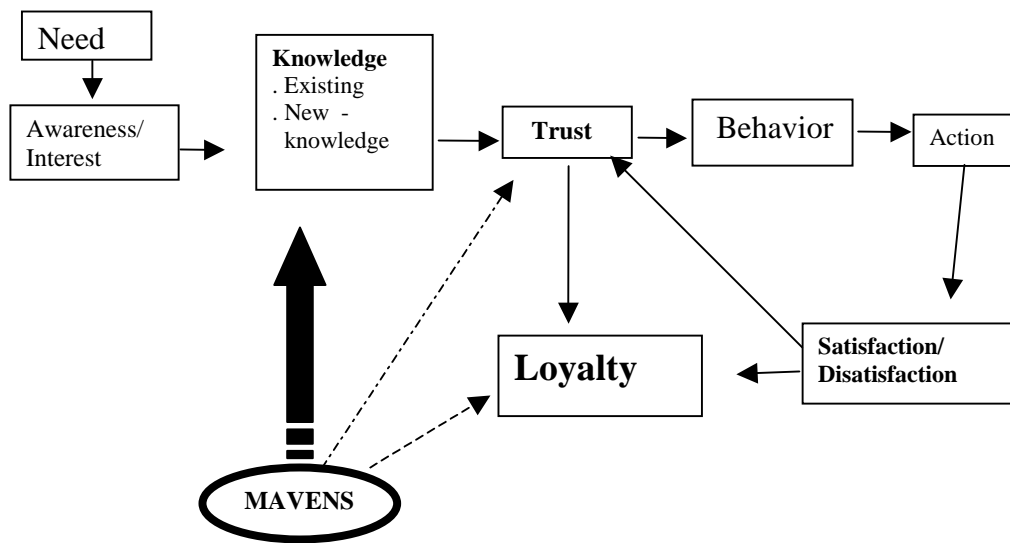 Need
Awareness/
Interest
Knowledge
. Existing
. New -
knowledge
Trust
Behavior
Action
Loyalty
Satisfaction/
Disatisfaction
MAVENS